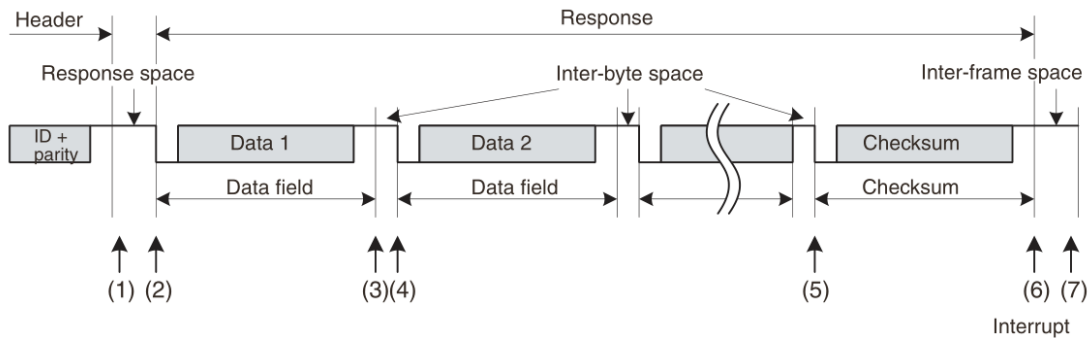 Header
Response
Response space
Inter-byte space
Inter-frame space
ID +
parity
Data 1
Data 2
Checksum
Data field
Data field
Checksum
(1)
(2)
(3)
(4)
(5)
(6)
(7)
Interrupt